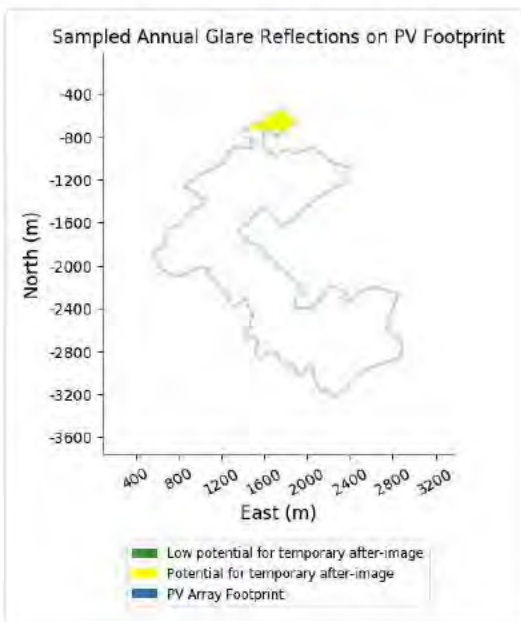 Sampled Annual Glare Reflections on PV Footprint
-400
-800
-1200
-1600
-2000
-2400
-2800
-3200
-3600
North (m)
400
800
1200
1600
2000
2400
2800
3200
East (m)
Low potential for temporary after-image
Potential for temporary after-image
PV Array Footprint